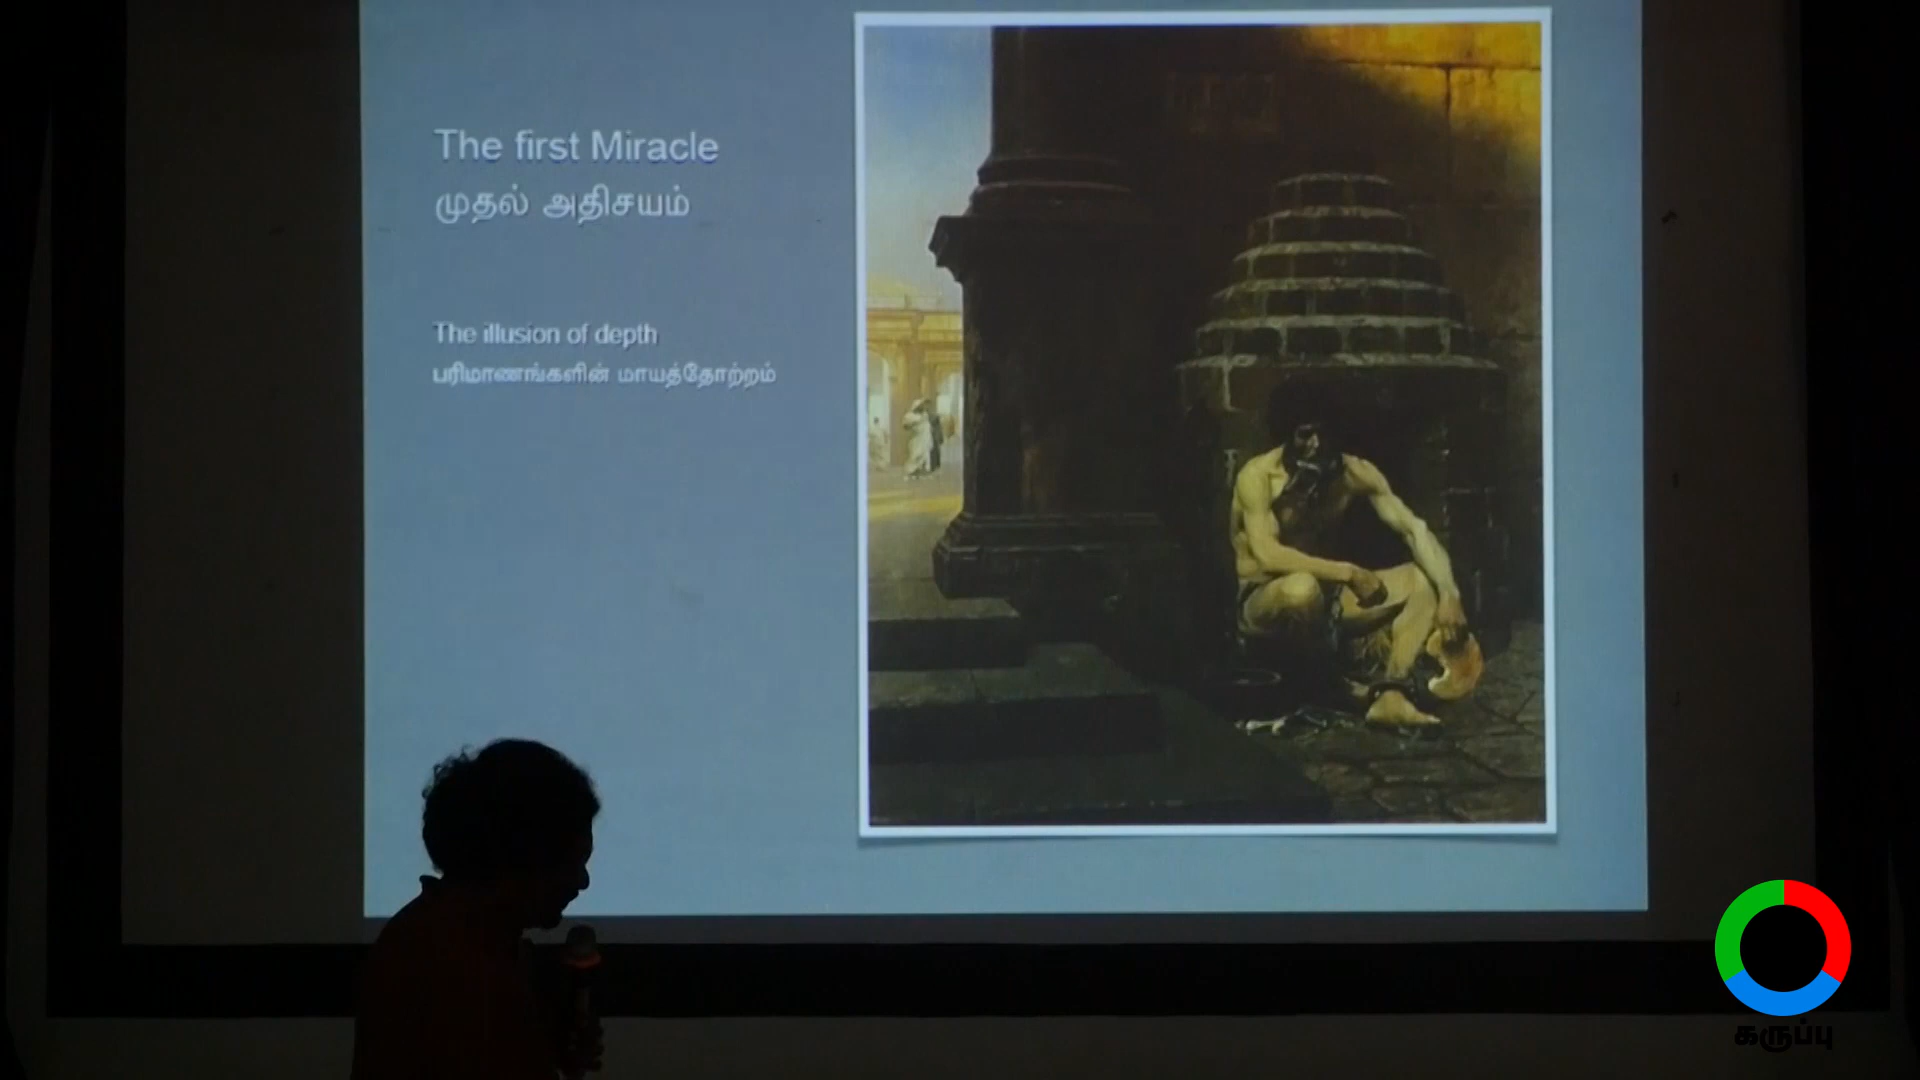 The first Miracle
முதல் அதிசயம்
The illusion of depth
பரிமாணங்களின் மாயத்தோற்றம்
கருப்பு